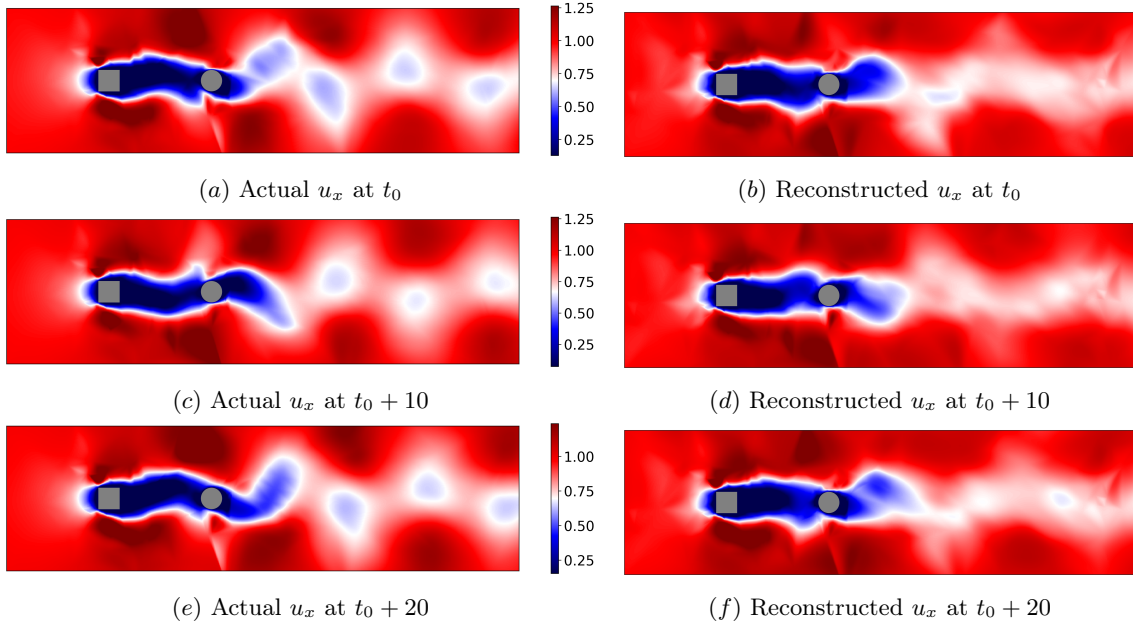 1.25
1.00
0.75
0.50
0.25
(a) Actual u_x at t_0
(b) Reconstructed u_x at t_0
1.25
1.00
0.75
0.50
0.25
(c) Actual u_x at t_0 + 10
(d) Reconstructed u_x at t_0 + 10
1.00
0.75
0.50
0.25
(e) Actual u_x at t_0 + 20
(f) Reconstructed u_x at t_0 + 20